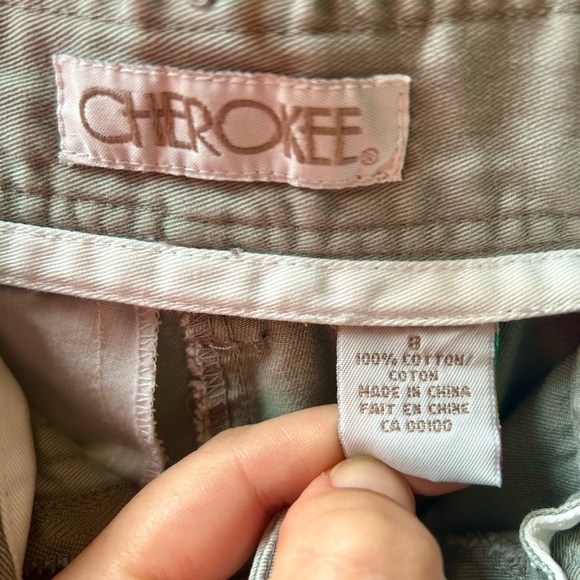 CHEROKEE®
8
100% COTTON/
COTON
MADE IN CHINA
FAIT EN CHINE
CA 00100